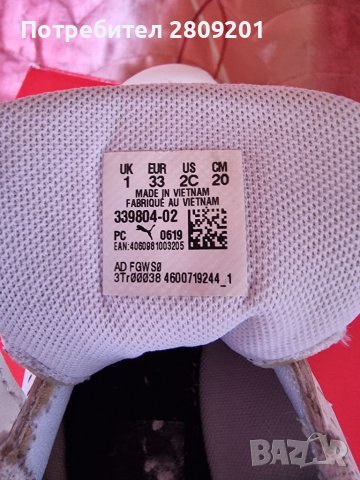 Потребител 2809201
UK EUR US CM
1 33 2C 20
MADE IN VIETNAM
FABRIQUÉ AU VIETNAM
339804-02
PC 0619
EAN:4060981003205
AD FGWS0
3Tr00038 4600719244_1
BAZAR